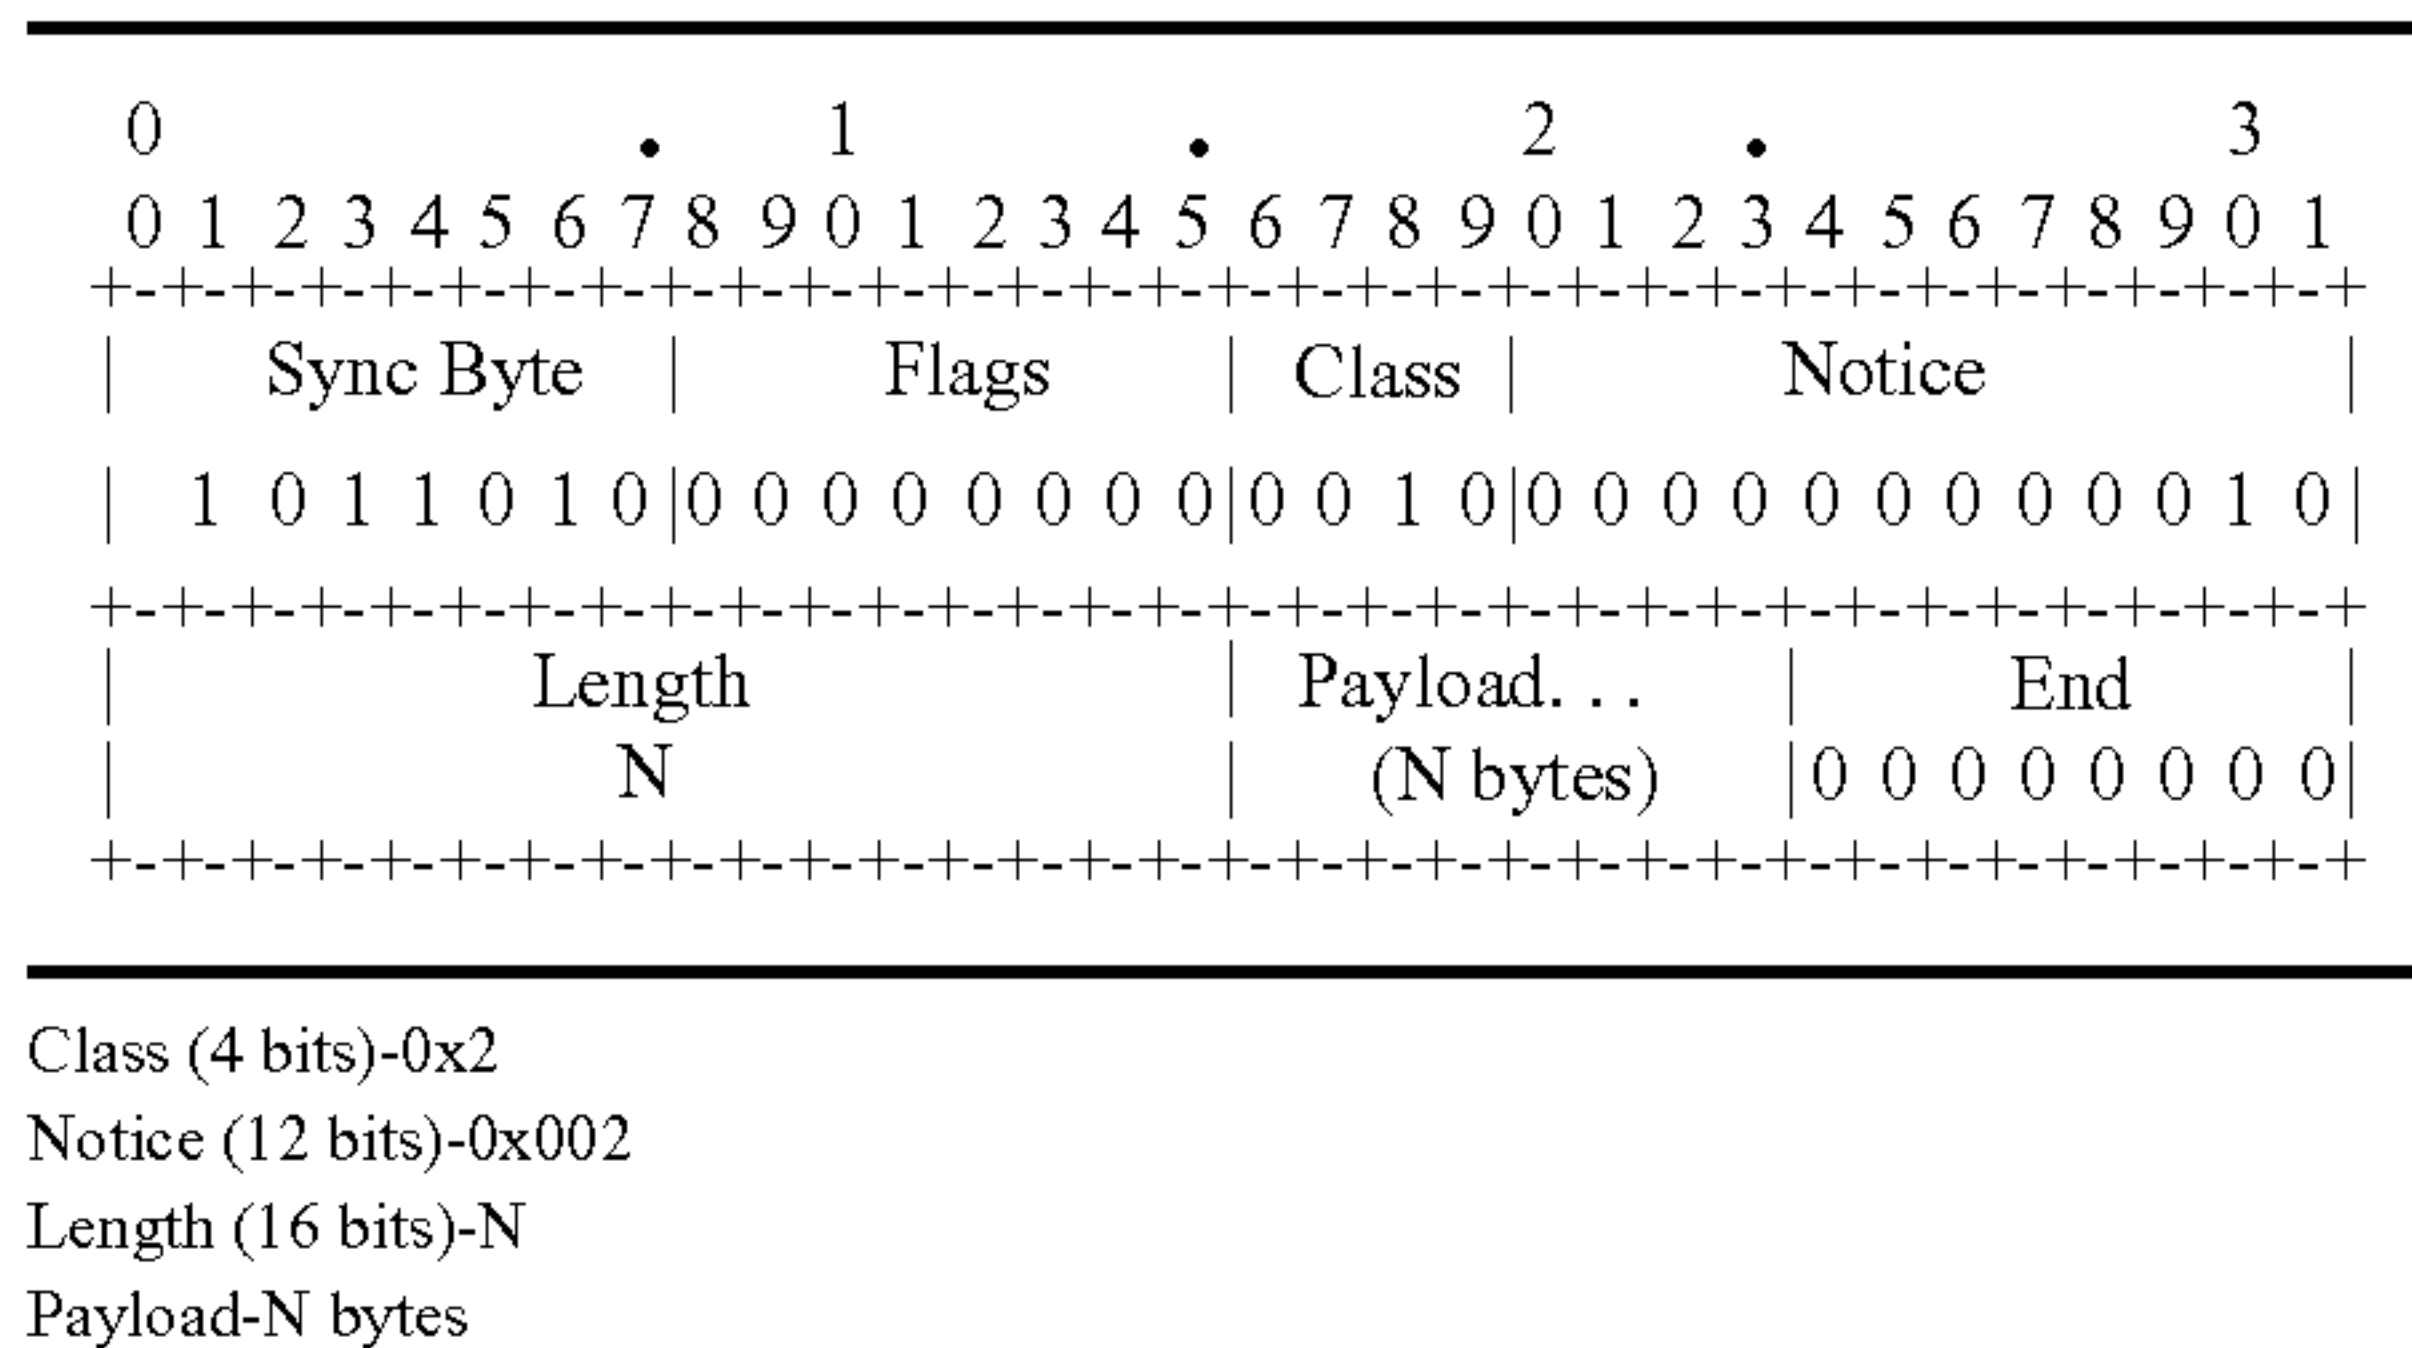 0 . 1 . 2 . 3
0 1 2 3 4 5 6 7 8 9 0 1 2 3 4 5 6 7 8 9 0 1 2 3 4 5 6 7 8 9 0 1
+-+-+-+-+-+-+-+-+-+-+-+-+-+-+-+-+-+-+-+-+-+-+-+-+-+-+-+-+-+-+-+-+
| Sync Byte | Flags | Class | Notice |
| 1 0 1 1 0 1 0|0 0 0 0 0 0 0 0|0 0 1 0|0 0 0 0 0 0 0 0 0 0 1 0|
+-+-+-+-+-+-+-+-+-+-+-+-+-+-+-+-+-+-+-+-+-+-+-+-+-+-+-+-+-+-+-+-+
| Length | Payload. . . | End |
| N | (N bytes) |0 0 0 0 0 0 0 0|
+-+-+-+-+-+-+-+-+-+-+-+-+-+-+-+-+-+-+-+-+-+-+-+-+-+-+-+-+-+-+-+-+
Class (4 bits)-0x2
Notice (12 bits)-0x002
Length (16 bits)-N
Payload-N bytes